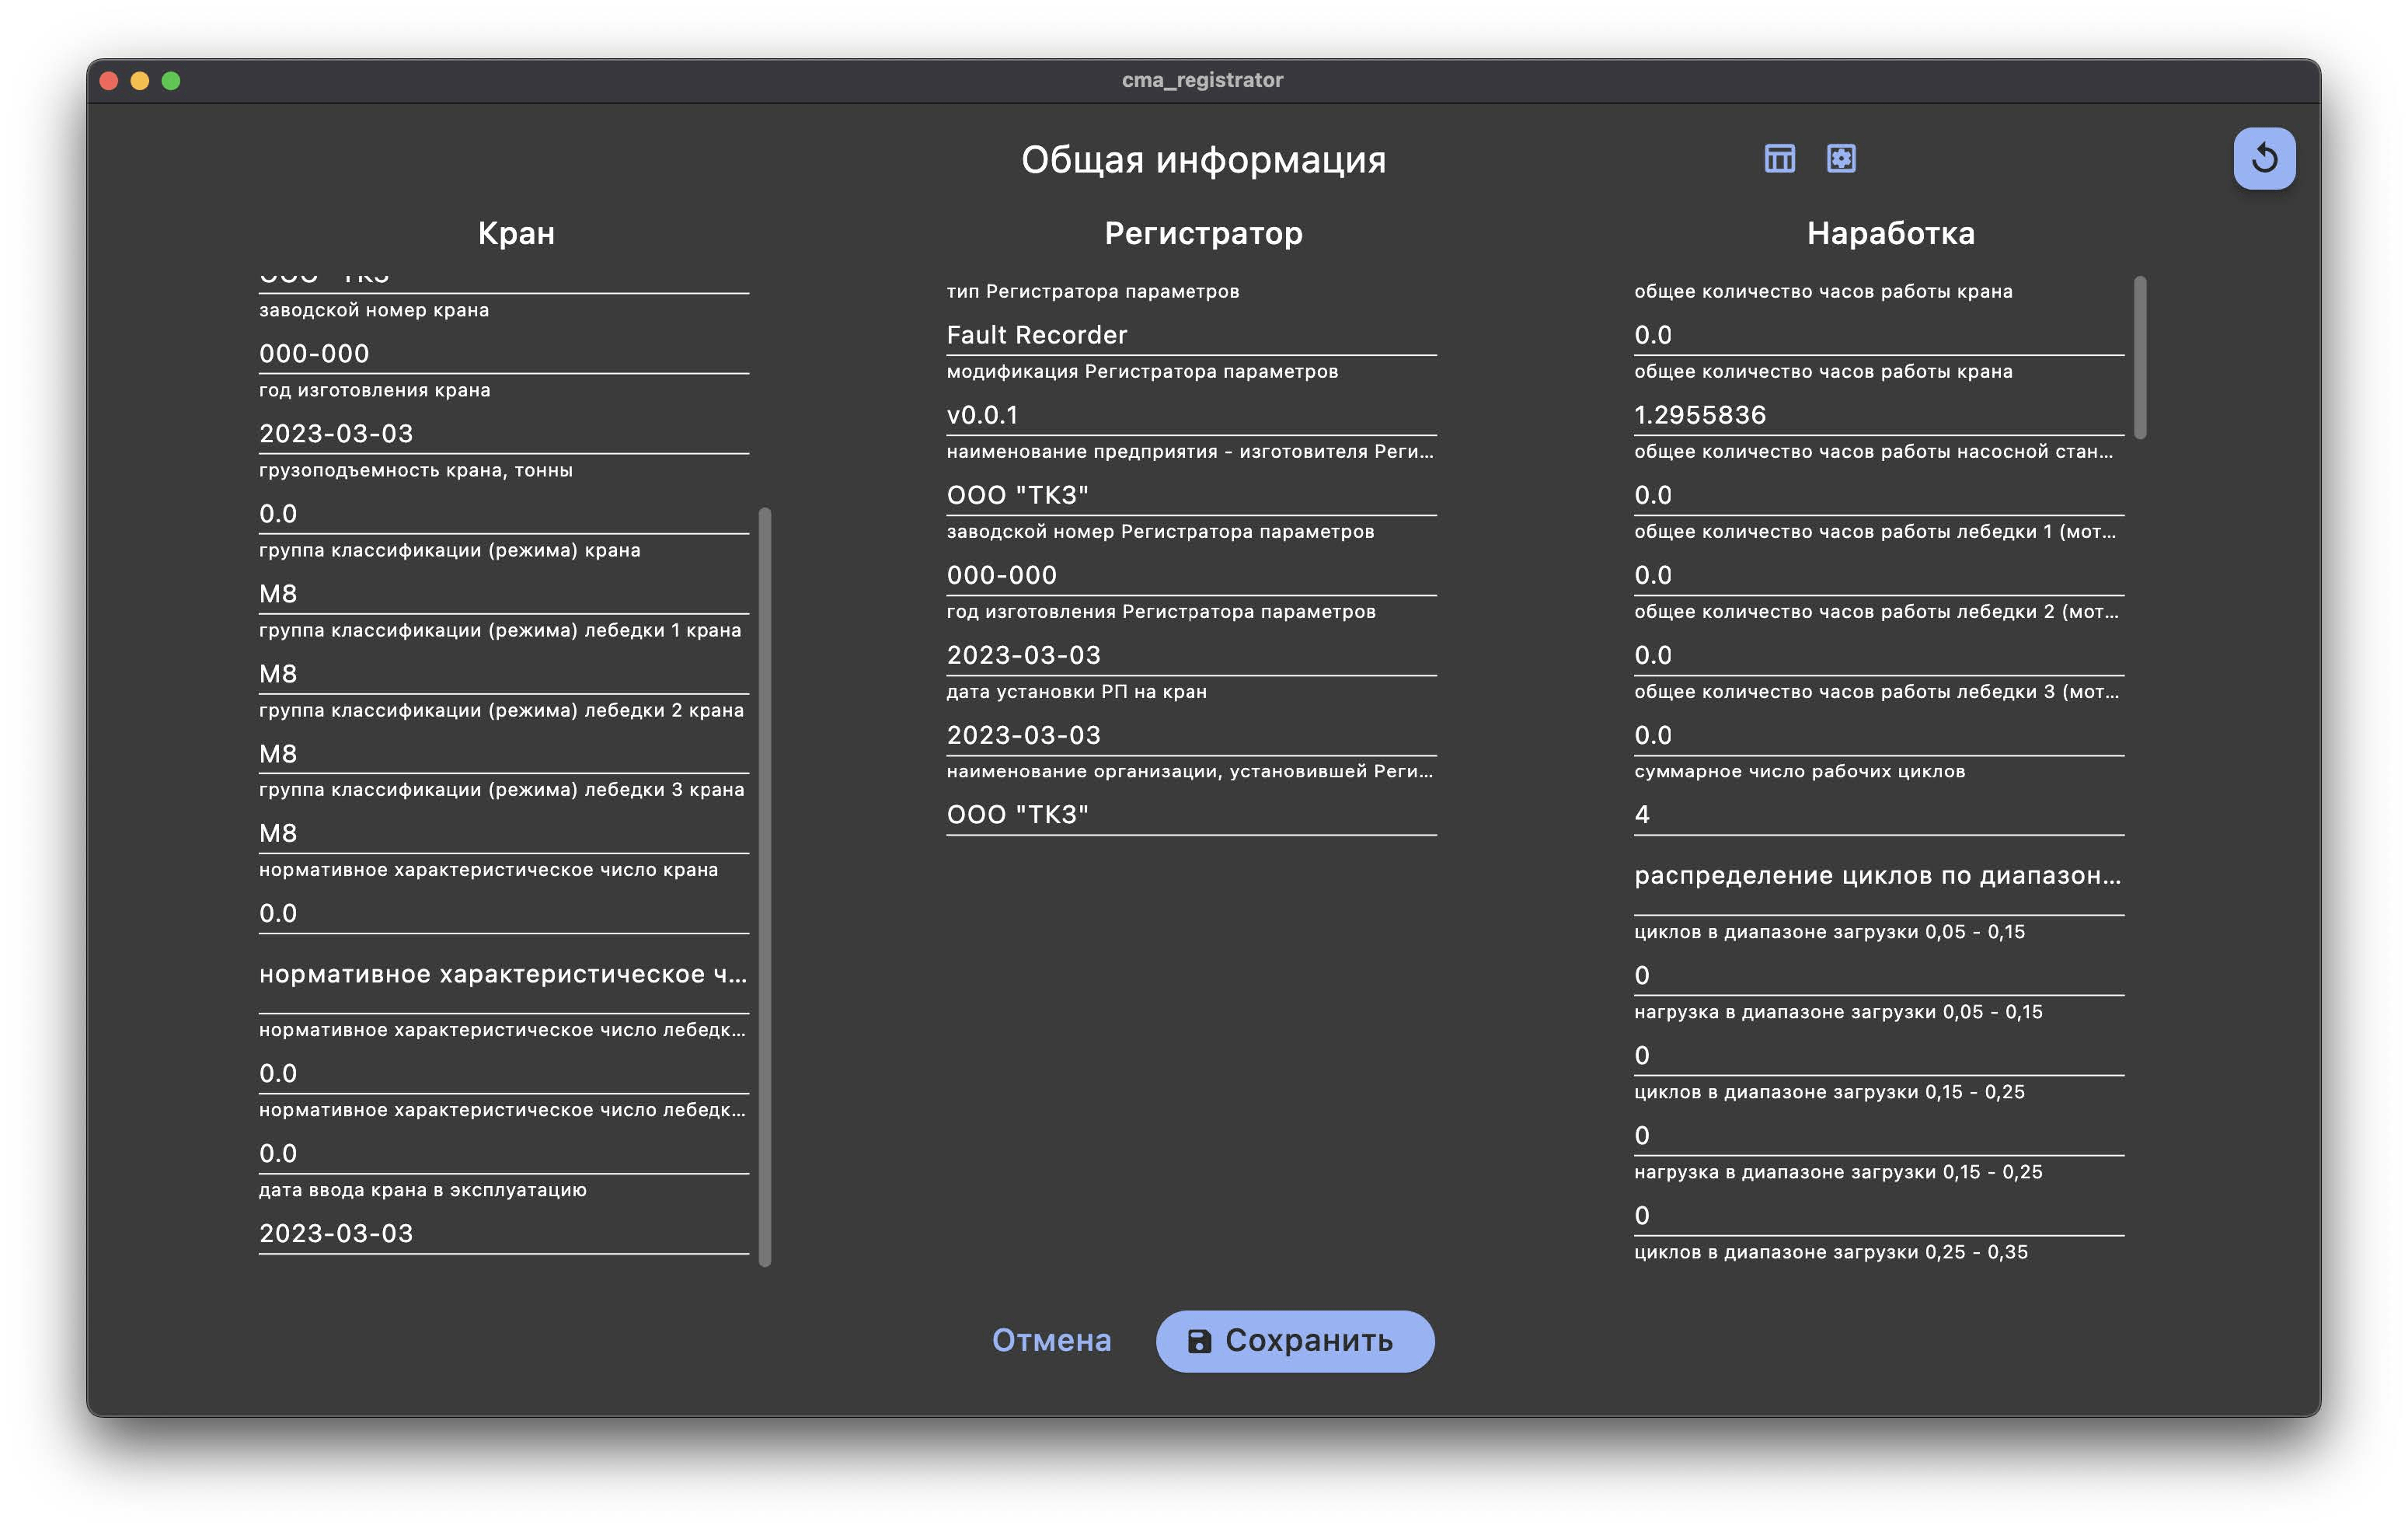 cma_registrator
Общая информация
Кран
заводской номер крана
000-000
год изготовления крана
2023-03-03
грузоподъемность крана, тонны
0.0
группа классификации (режима) крана
M8
группа классификации (режима) лебедки 1 крана
M8
группа классификации (режима) лебедки 2 крана
M8
группа классификации (режима) лебедки 3 крана
M8
нормативное характеристическое число крана
0.0
нормативное характеристическое ч...
нормативное характеристическое число лебедк...
0.0
нормативное характеристическое число лебедк...
0.0
дата ввода крана в эксплуатацию
2023-03-03
Регистратор
тип Регистратора параметров
Fault Recorder
модификация Регистратора параметров
v0.0.1
наименование предприятия - изготовителя Реги...
ООО "ТКЗ"
заводской номер Регистратора параметров
000-000
год изготовления Регистратора параметров
2023-03-03
дата установки РП на кран
2023-03-03
наименование организации, установившей Реги...
ООО "ТКЗ"
Наработка
общее количество часов работы крана
0.0
общее количество часов работы крана
1.2955836
общее количество часов работы насосной стан...
0.0
общее количество часов работы лебедки 1 (мот...
0.0
общее количество часов работы лебедки 2 (мот...
0.0
общее количество часов работы лебедки 3 (мот...
0.0
суммарное число рабочих циклов
4
распределение циклов по диапазон...
циклов в диапазоне загрузки 0,05 - 0,15
0
нагрузка в диапазоне загрузки 0,05 - 0,15
0
циклов в диапазоне загрузки 0,15 - 0,25
0
нагрузка в диапазоне загрузки 0,15 - 0,25
0
циклов в диапазоне загрузки 0,25 - 0,35
Отмена
Сохранить